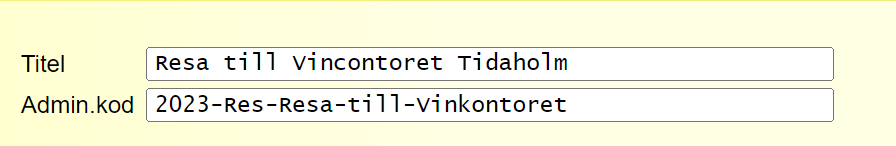 Titel Resa till Vincontoret Tidaholm
Admin.kod 2023-Res-Resa-till-Vinkontoret